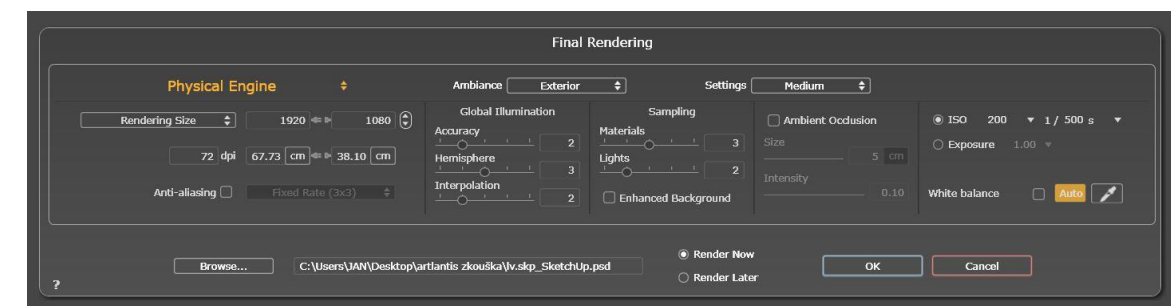 Final Rendering
Physical Engine Ambiance Exterior Settings Medium
Rendering Size 1920 1080
72 dpi 67.73 cm 38.10 cm
Anti-aliasing Fixed Rate (3x3)
Global Illumination
Accuracy 2
Hemisphere 3
Interpolation 2
Sampling
Materials 3
Lights 2
Enhanced Background
Ambient Occlusion
Size 5 cm
Intensity 0.10
ISO 200 1 / 500 s
Exposure 1.00
White balance Auto
Browse... C:\Users\JAN\Desktop\artlantis zkouška\lv.skp_SketchUp.psd
Render Now
Render Later
OK Cancel
?